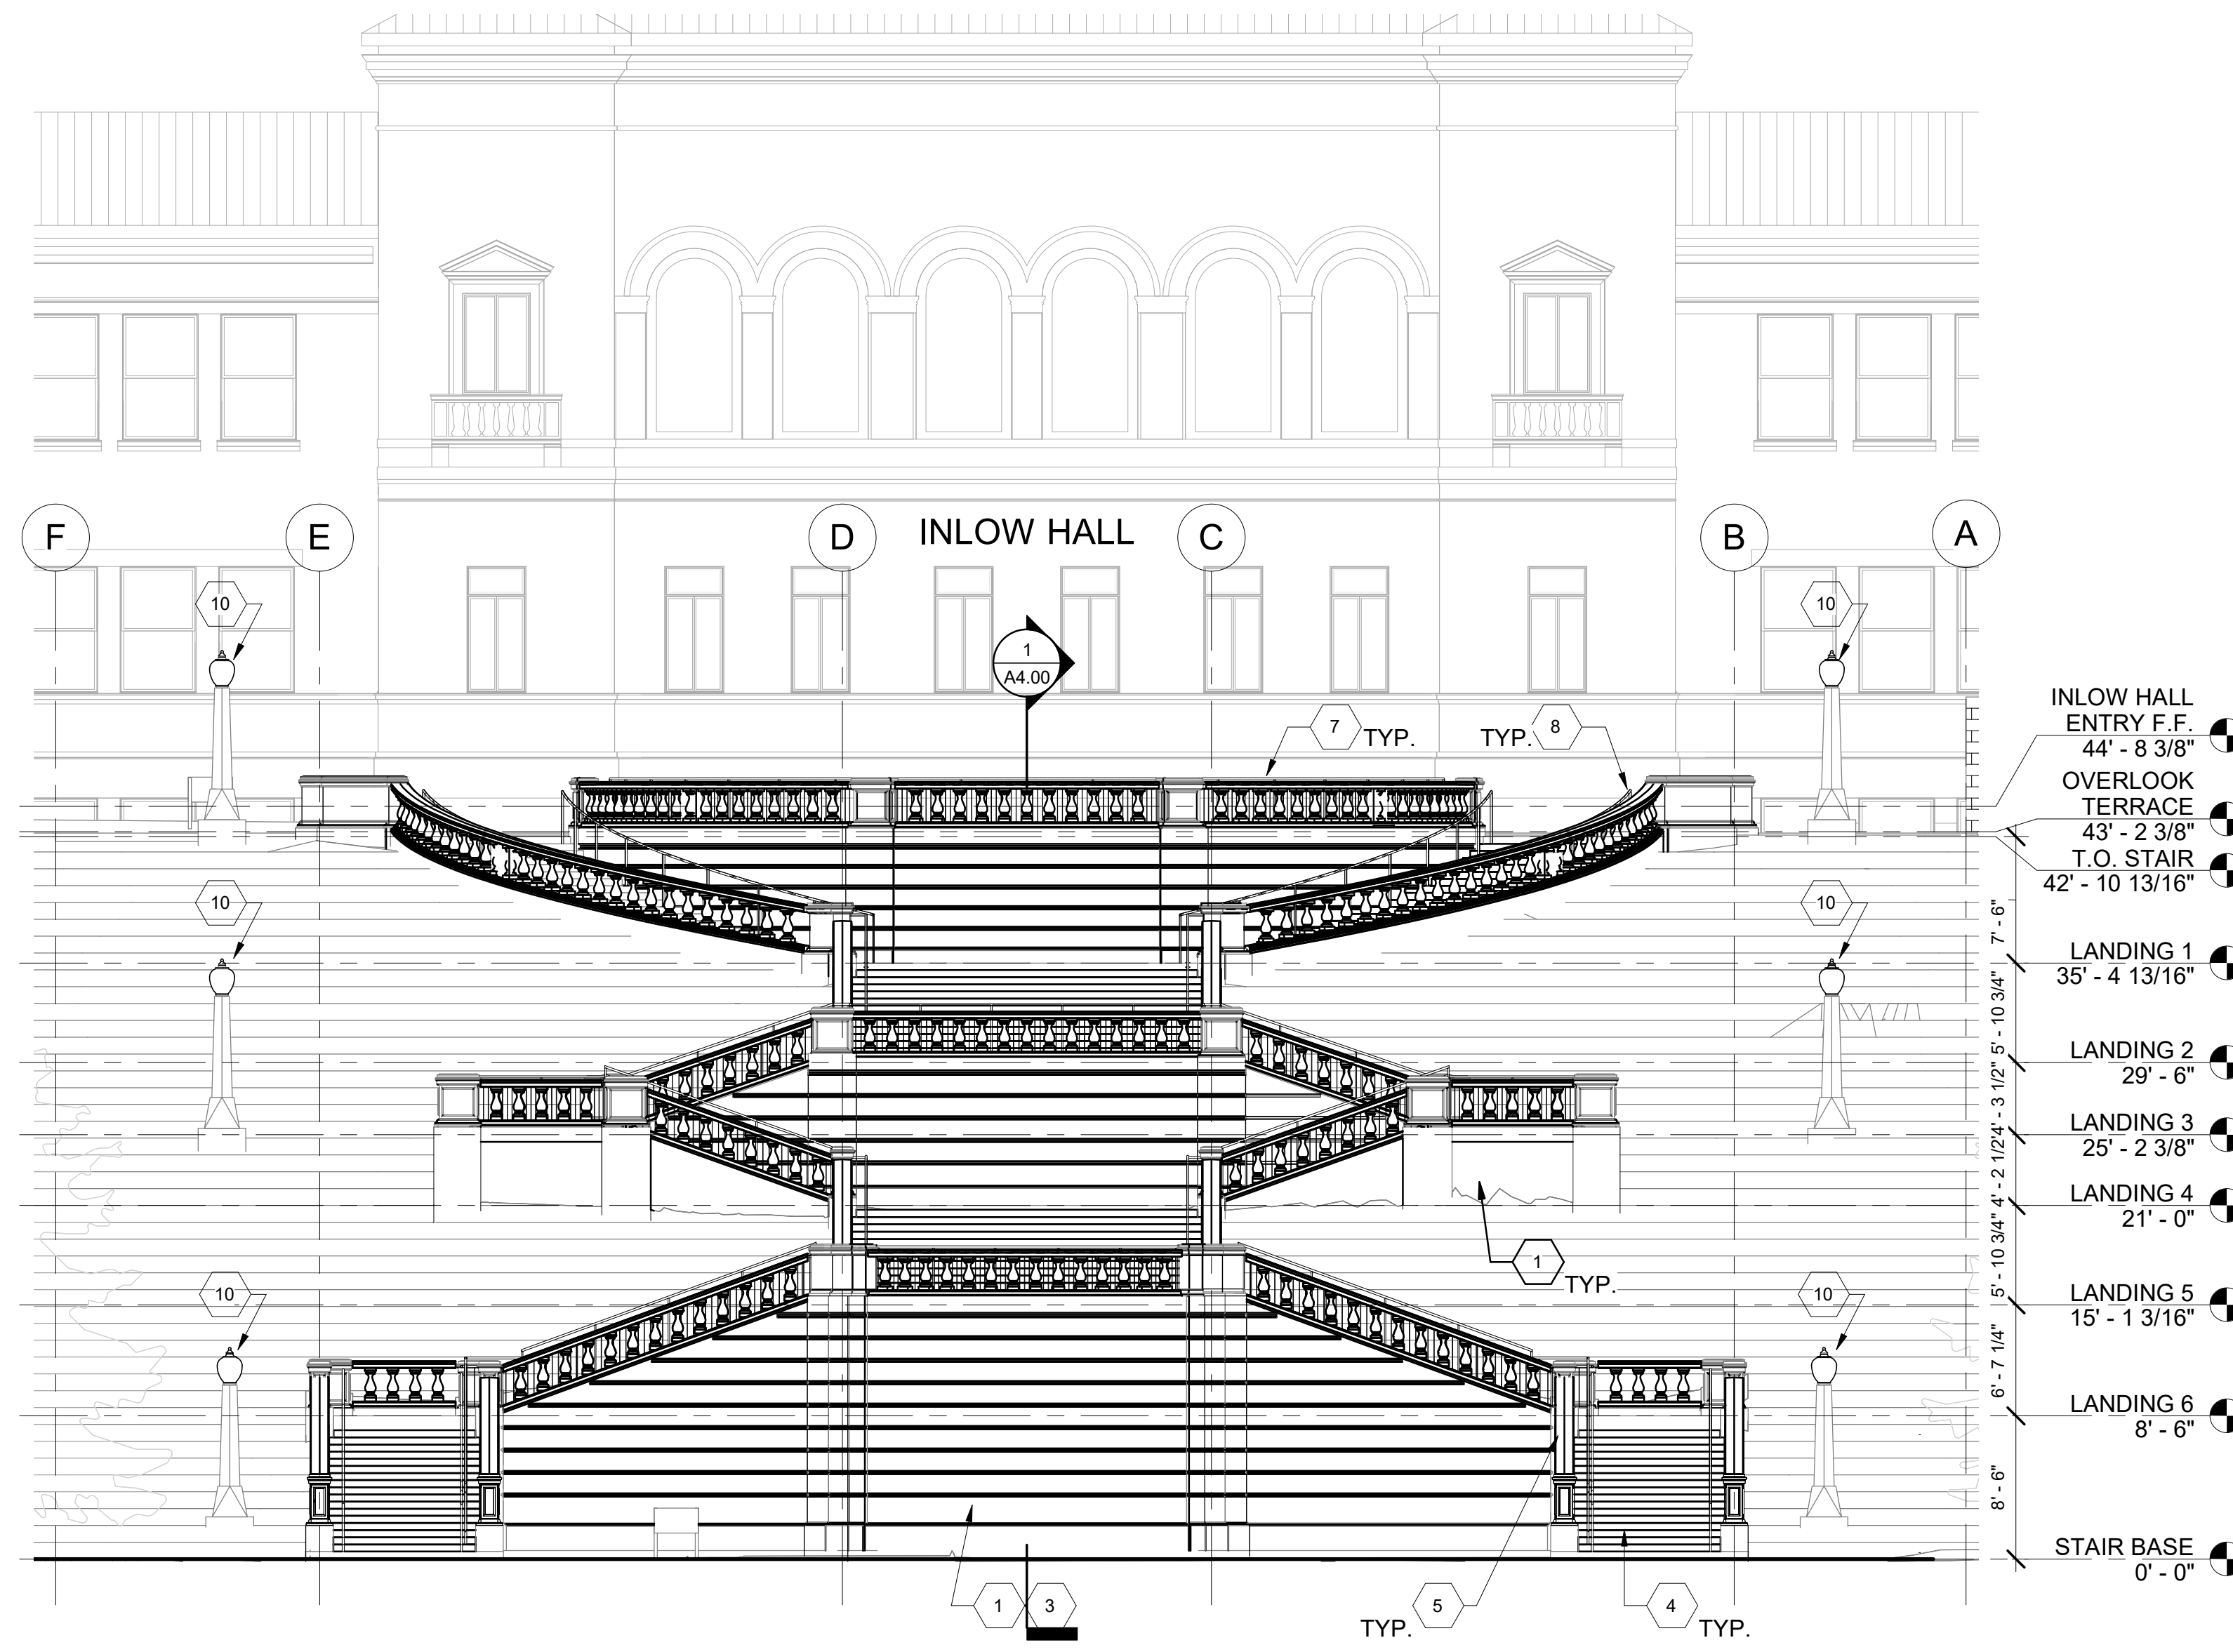 F
E
D
INLOW HALL
C
B
A
10
10
1
A4.00
7
TYP.
TYP.
8
INLOW HALL
ENTRY F.F.
44' - 8 3/8"
OVERLOOK
TERRACE
43' - 2 3/8"
T.O. STAIR
42' - 10 13/16"
10
10
7' - 6"
LANDING 1
35' - 4 13/16"
5' - 10 3/4"
LANDING 2
29' - 6"
4' - 3 1/2"
LANDING 3
25' - 2 3/8"
4' - 2 1/2"
LANDING 4
21' - 0"
1
TYP.
10
10
5' - 10 3/4"
LANDING 5
15' - 1 3/16"
6' - 7 1/4"
LANDING 6
8' - 6"
8' - 6"
STAIR BASE
0' - 0"
1
3
5
TYP.
4
TYP.